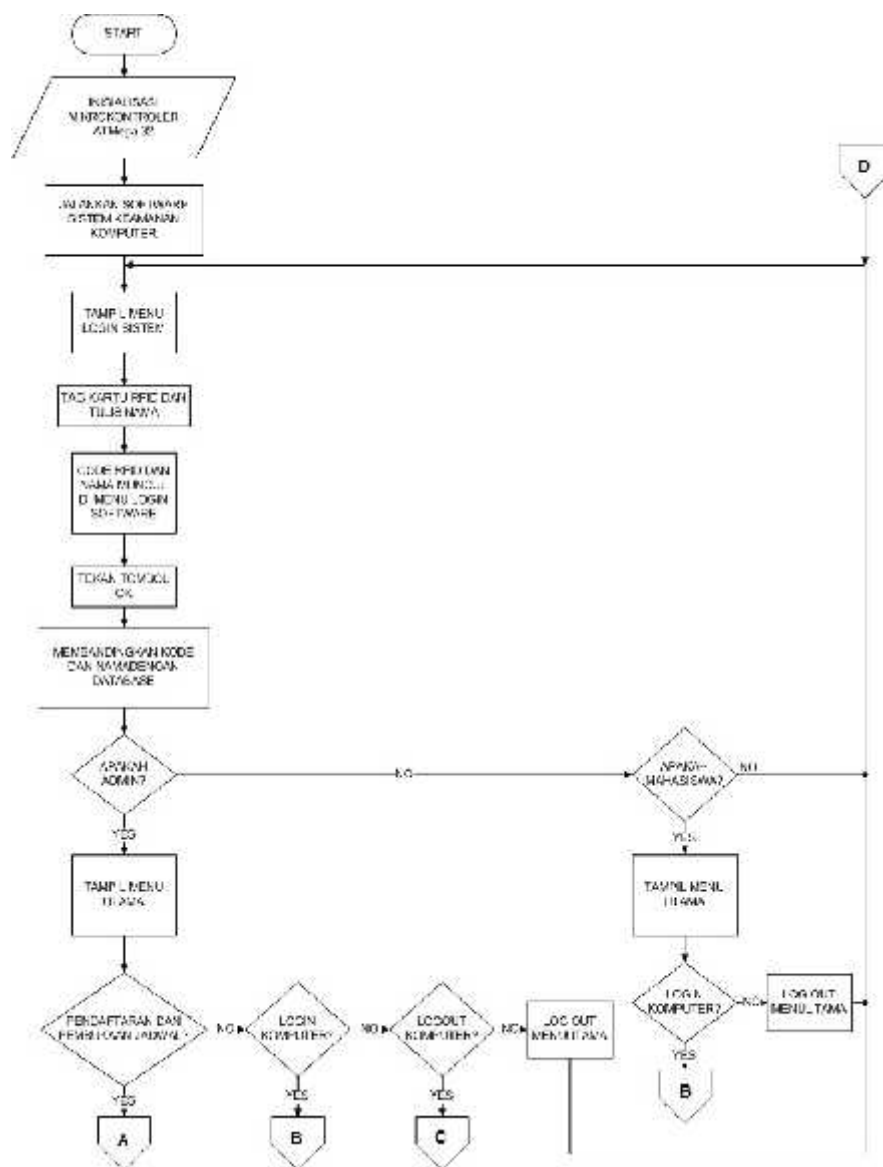 START
INISIALISASI
MIKROKONTROLER
ATMega 32
D
JALANKAN SOFTWARE
SISTEM KEAMANAN
KOMPUTER
TAMPIL MENU
LOGIN SISTEM
TAG KARTU RFID DAN
TULIS NAMA
CODE RFID DAN
NAMA MUNCUL
DI MENU LOGIN
SOFTWARE
TEKAN TOMBOL
OK
MEMBANDINGKAN KODE
DAN NAMADENGAN
DATABASE
APAKAH
ADMIN?
NO
APAKAH
MAHASISWA?
NO
YES
YES
TAMPIL MENU
UTAMA
TAMPIL MENU
UTAMA
PENDAFTARAN DAN
PEMBUKAAN JADWAL?
NO
LOGIN
KOMPUTER?
NO
LOGOUT
KOMPUTER?
NO
LOG OUT
MENU UTAMA
LOGIN
KOMPUTER?
NO
LOG OUT
MENU UTAMA
YES
YES
YES
YES
A
B
C
B